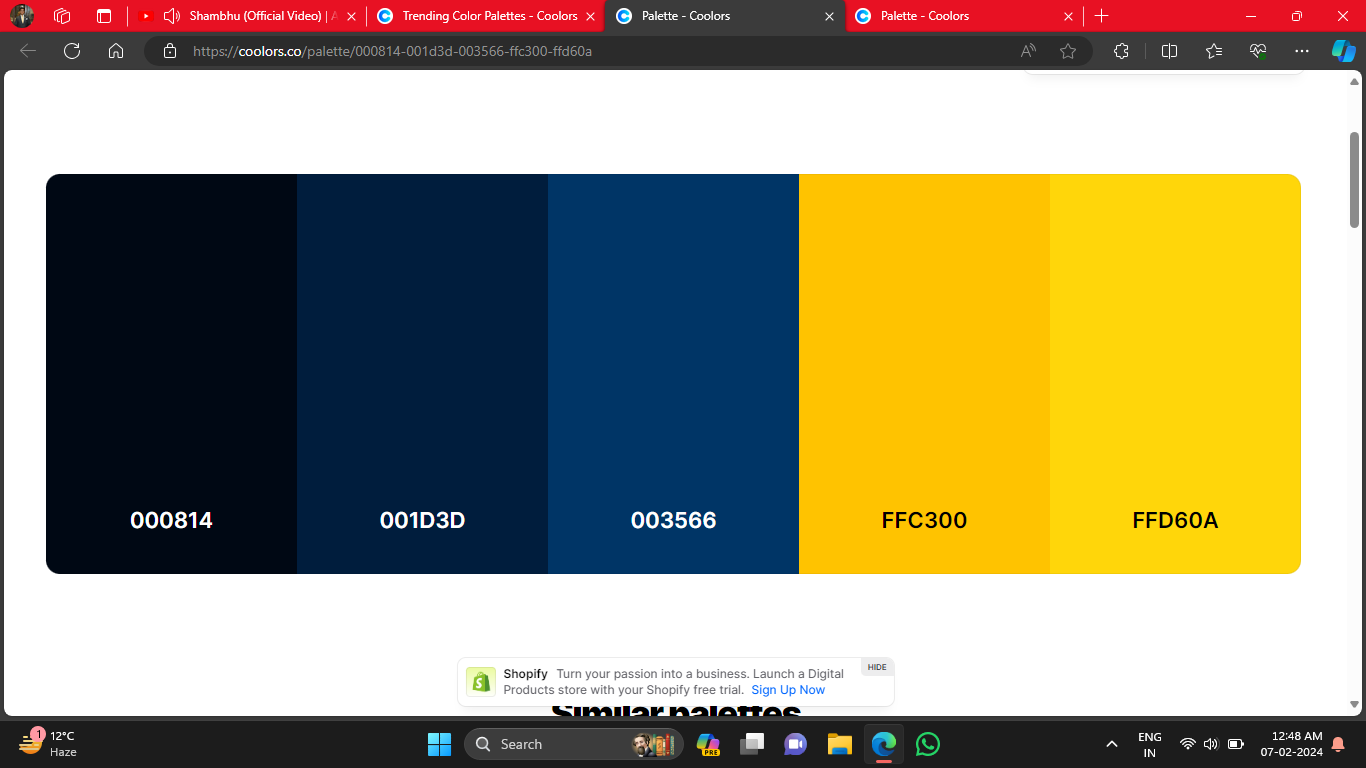 Shambhu (Official Video) |
Trending Color Palettes - Coolors
Palette - Coolors
Palette - Coolors
https://coolors.co/palette/000814-001d3d-003566-ffc300-ffd60a
000814
001D3D
003566
FFC300
FFD60A
HIDE
Shopify Turn your passion into a business. Launch a Digital
Products store with your Shopify free trial. Sign Up Now
Similar palettes
1
12°C
Haze
Search
PRE
ENG
IN
12:48 AM
07-02-2024